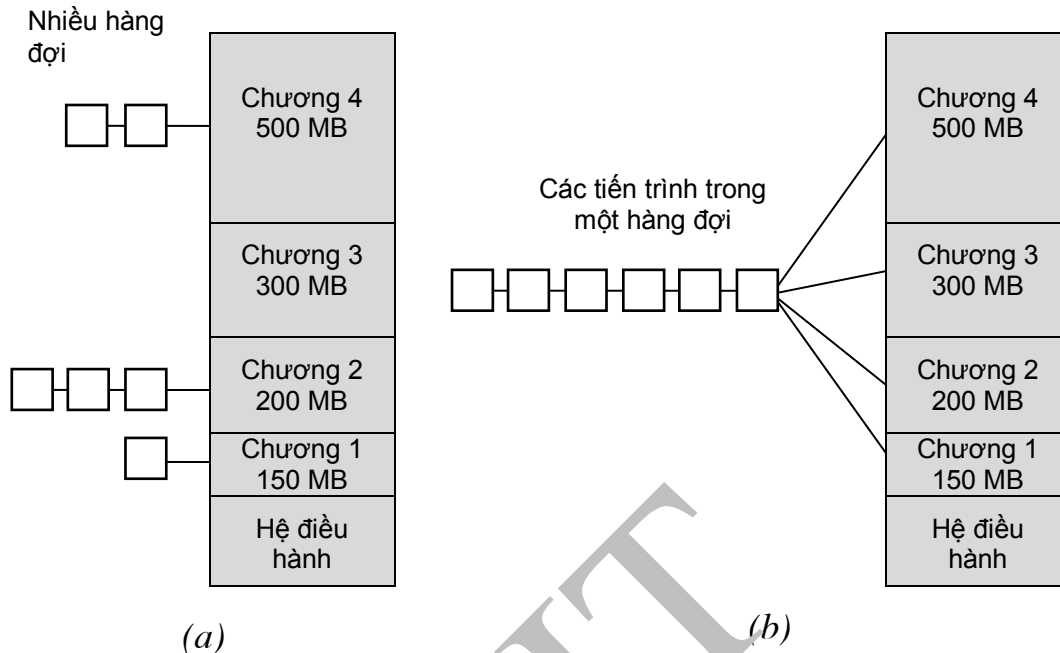 Nhiều hàng
đợi
Chương 4
500 MB
Chương 3
300 MB
Chương 2
200 MB
Chương 1
150 MB
Hệ điều
hành
(a)
Các tiến trình trong
một hàng đợi
Chương 4
500 MB
Chương 3
300 MB
Chương 2
200 MB
Chương 1
150 MB
Hệ điều
hành
(b)